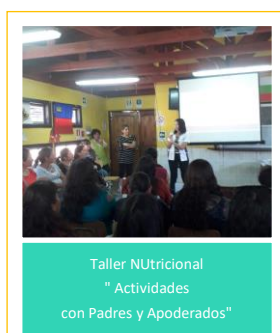 Taller NUtricional
" Actividades
con Padres y Apoderados"